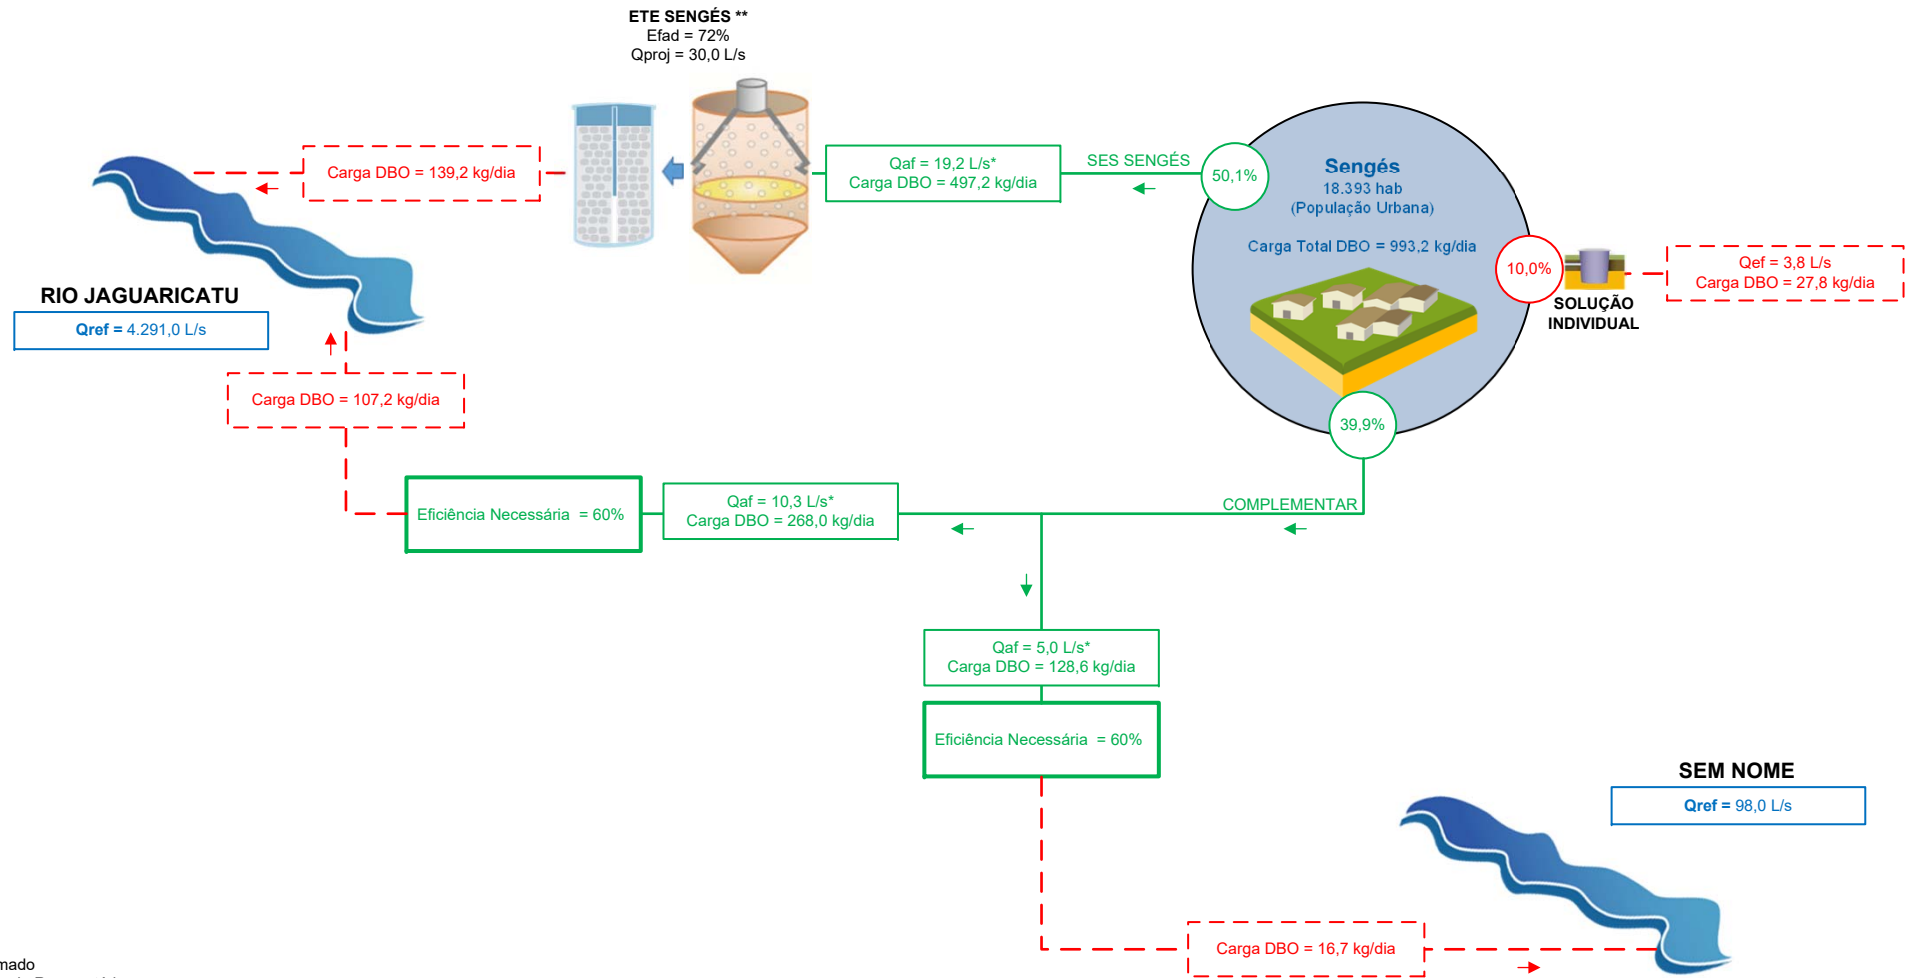 ETE SENGÉS **
Efad = 72%
Qproj = 30,0 L/s
Carga DBO = 139,2 kg/dia
Qaf = 19,2 L/s*
Carga DBO = 497,2 kg/dia
SES SENGÉS
50,1%
Sengés
18.393 hab
(População Urbana)
Carga Total DBO = 993,2 kg/dia
10,0%
SOLUÇÃO
INDIVIDUAL
Qef = 3,8 L/s
Carga DBO = 27,8 kg/dia
RIO JAGUARICATU
Qref = 4.291,0 L/s
Carga DBO = 107,2 kg/dia
39,9%
Eficiência Necessária = 60%
Qaf = 10,3 L/s*
Carga DBO = 268,0 kg/dia
COMPLEMENTAR
Qaf = 5,0 L/s*
Carga DBO = 128,6 kg/dia
Eficiência Necessária = 60%
SEM NOME
Qref = 98,0 L/s
Carga DBO = 16,7 kg/dia
mado